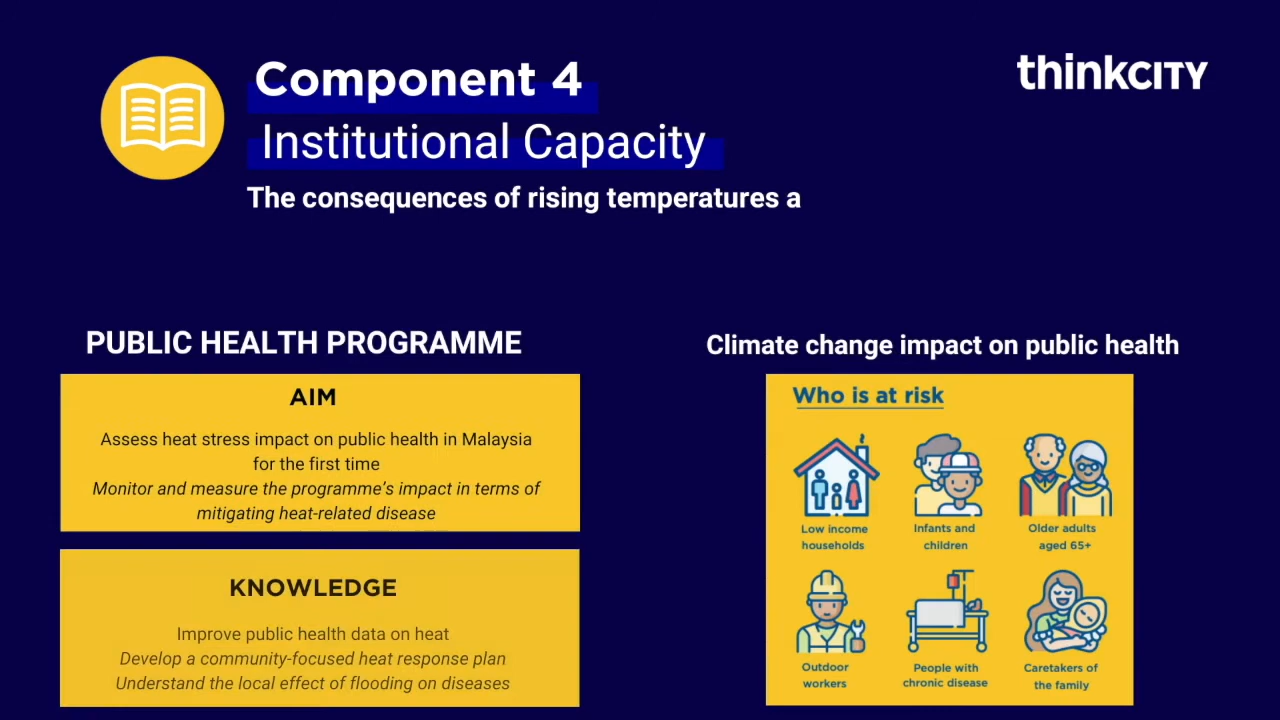 Component 4
thinkcity
Institutional Capacity
The consequences of rising temperatures a
PUBLIC HEALTH PROGRAMME
AIM
Assess heat stress impact on public health in Malaysia
for the first time
Monitor and measure the programme's impact in terms of
mitigating heat-related disease
KNOWLEDGE
Improve public health data on heat
Develop a community-focused heat response plan
Understand the local effect of flooding on diseases
Climate change impact on public health
Who is at risk
Low income
households
Infants and
children
Older adults
aged 65+
Outdoor
workers
People with
chronic disease
Caretakers of
the family